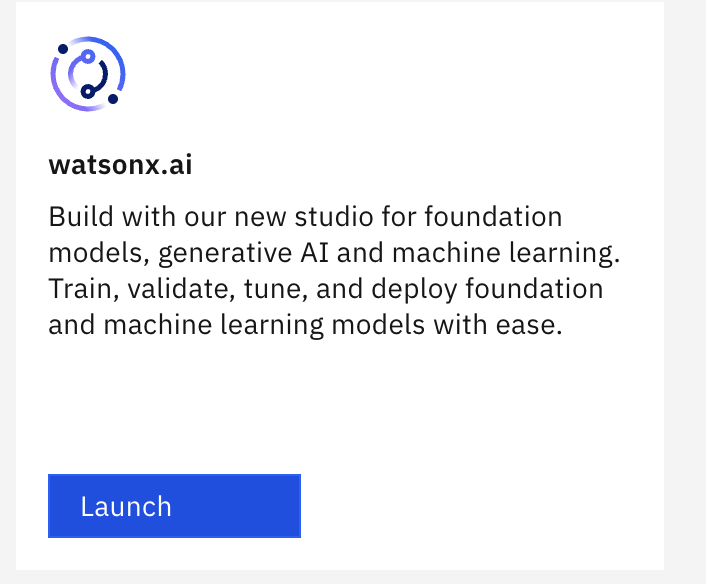 watsonx.ai
Build with our new studio for foundation
models, generative AI and machine learning.
Train, validate, tune, and deploy foundation
and machine learning models with ease.
Launch